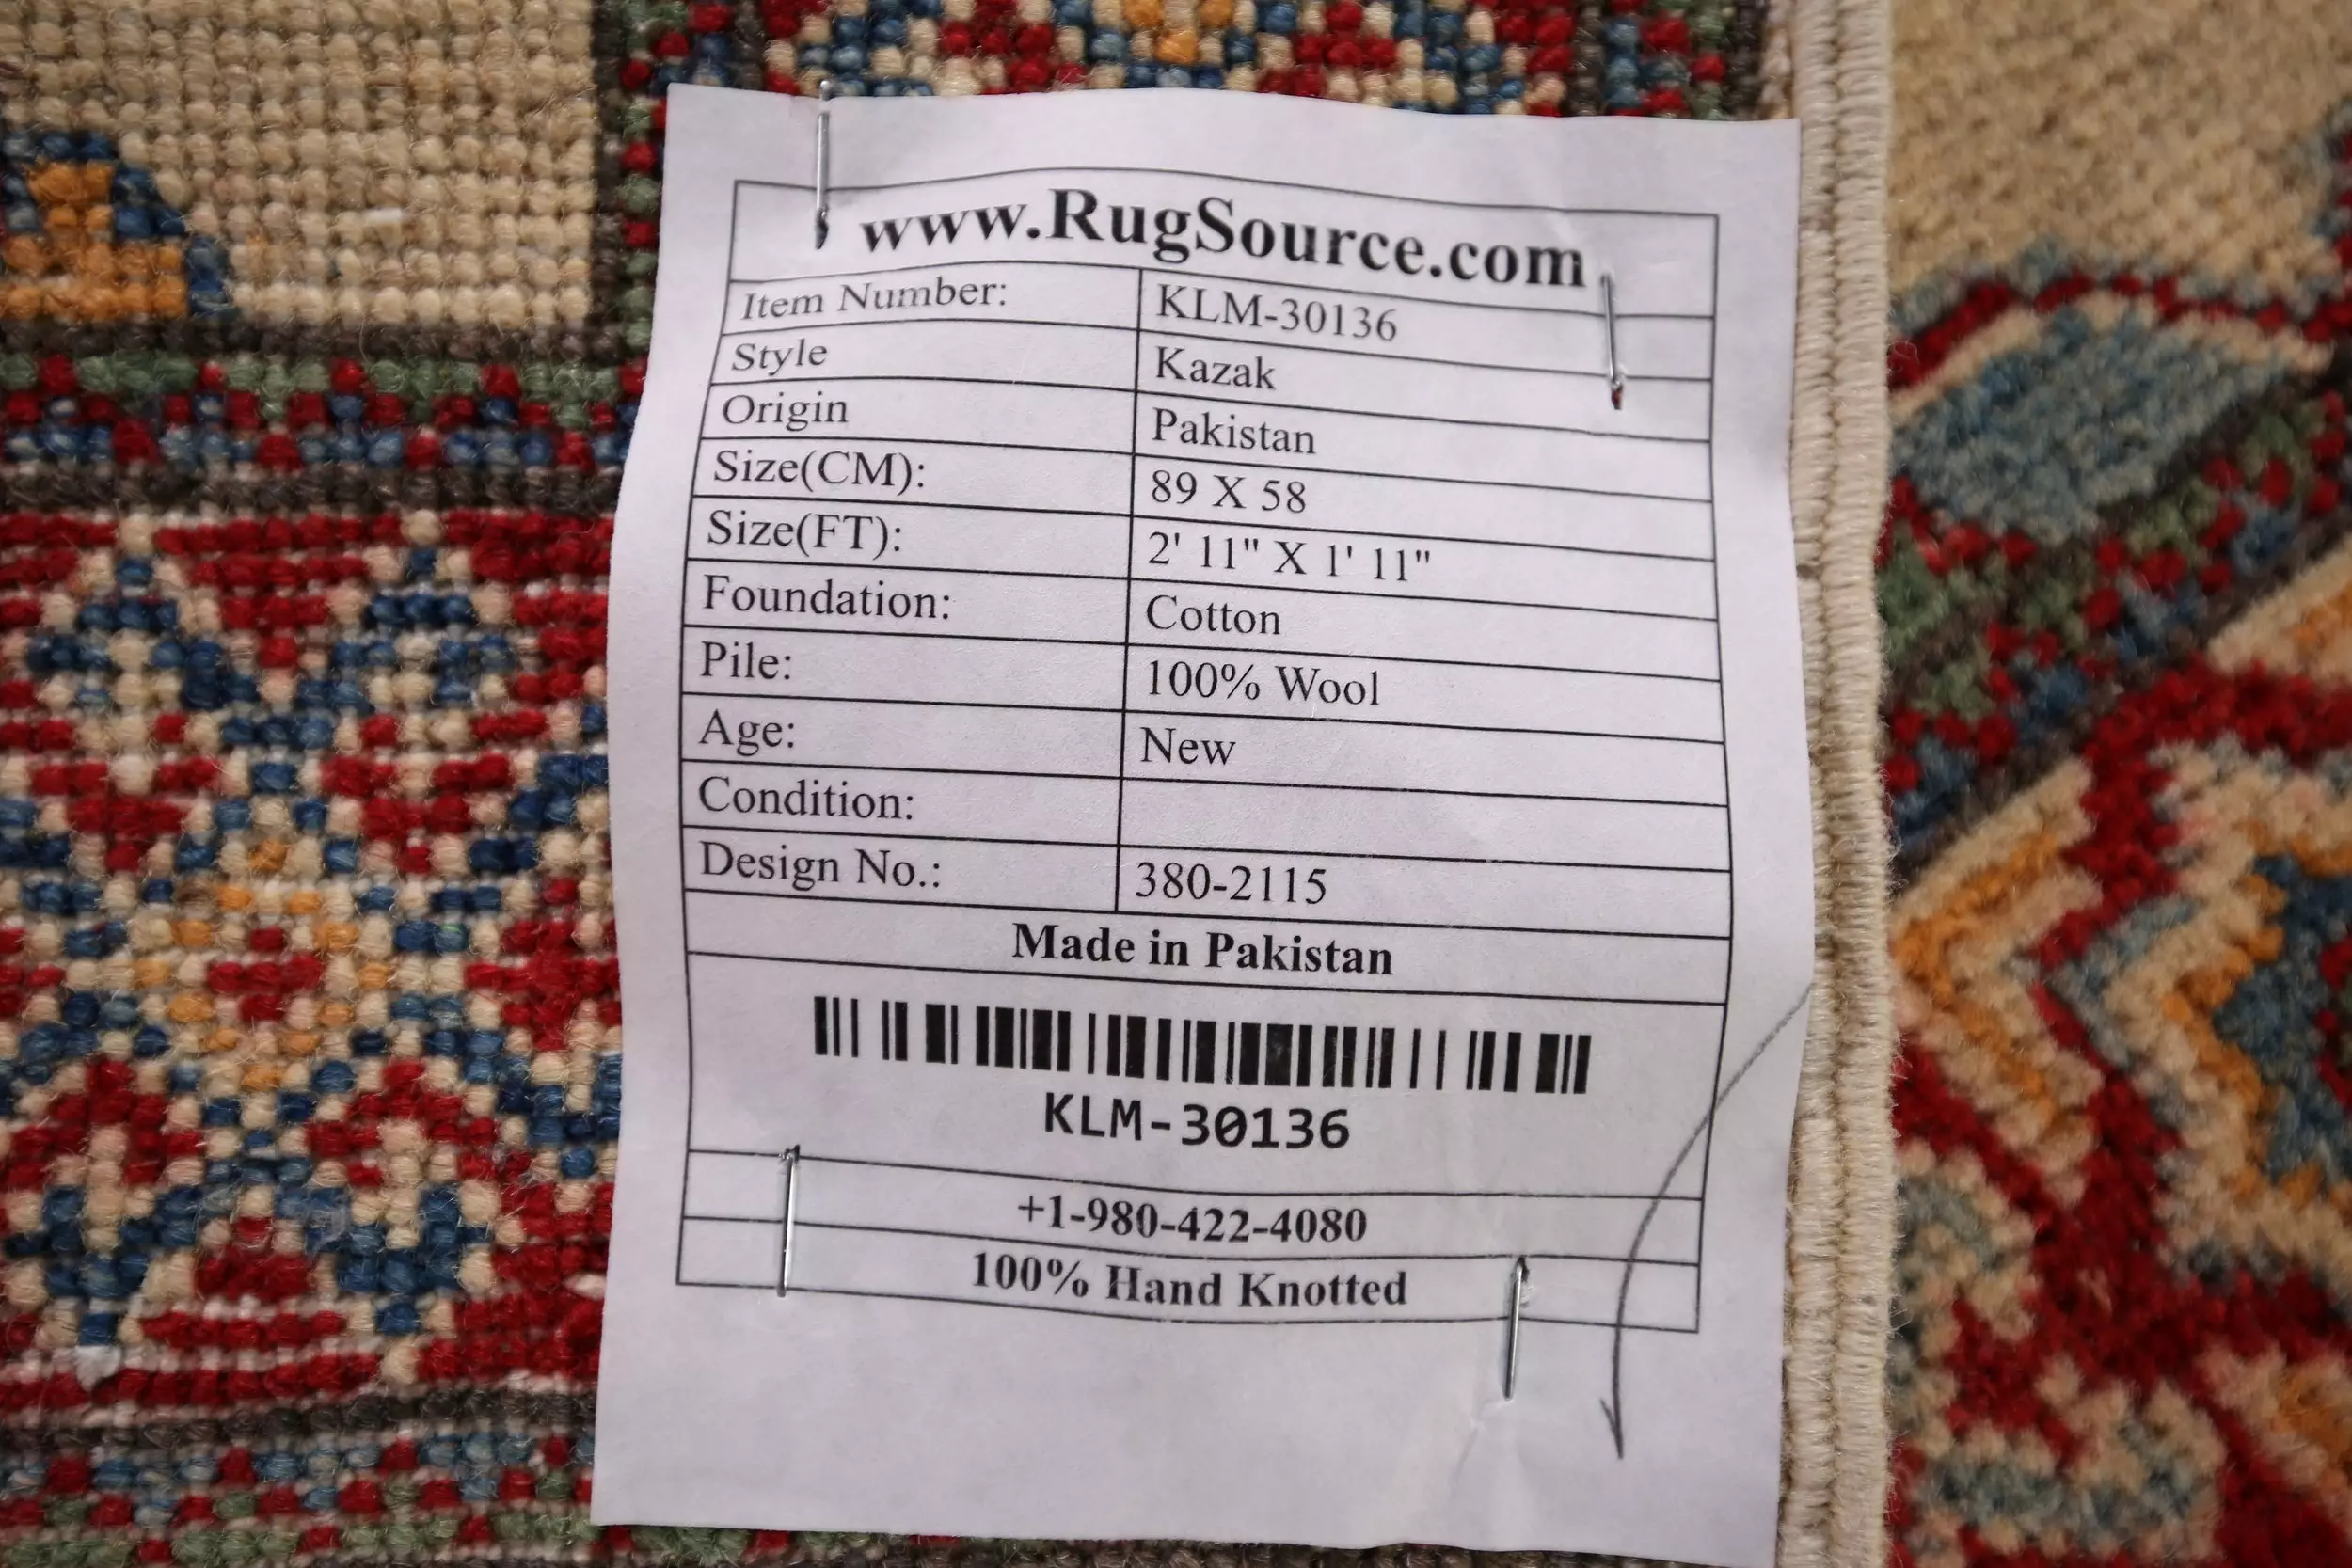 www.RugSource.com
Item Number: KLM-30136
Style Kazak
Origin Pakistan
Size(CM): 89 X 58
Size(FT): 2' 11" X 1' 11"
Foundation: Cotton
Pile: 100% Wool
Age: New
Condition:
Design No.: 380-2115
Made in Pakistan
KLM-30136
+1-980-422-4080
100% Hand Knotted